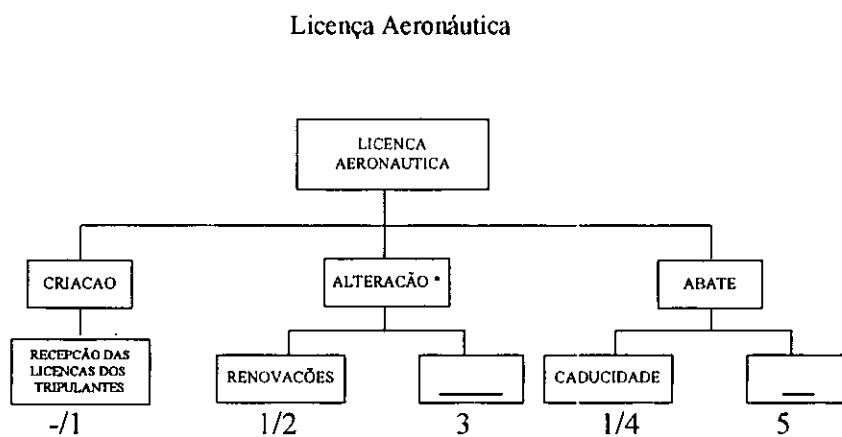 Licença Aeronáutica
LICENCA
AERONAUTICA
CRIACAO
ALTERACÃO *
ABATE
RECEPCÃO DAS
LICENCAS DOS
TRIPULANTES
RENOVACÕES
CADUCIDADE
-/1
1/2
3
1/4
5